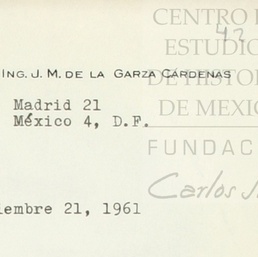 CENTRO
42
ESTUDIO
ING. J. M. DE LA GARZA CÁRDENAS
DE HISTOR
Madrid 21
DE MEXIC
México 4, D.F.
FUNDAC
Carlos
iembre 21, 1961